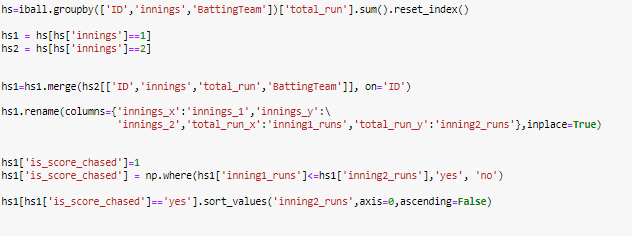 hs=iball.groupby(['ID','innings','BattingTeam'])['total_run'].sum().reset_index()
hs1 = hs[hs['innings']==1]
hs2 = hs[hs['innings']==2]
hs1=hs1.merge(hs2[['ID','innings','total_run','BattingTeam']], on='ID')
hs1.rename(columns={'innings_x':'innings_1','innings_y':\
'innings_2','total_run_x':'inning1_runs','total_run_y':'inning2_runs'},inplace=True)
hs1['is_score_chased']=1
hs1['is_score_chased'] = np.where(hs1['inning1_runs']<=hs1['inning2_runs'],'yes', 'no')
hs1[hs1['is_score_chased']=='yes'].sort_values('inning2_runs',axis=0,ascending=False)